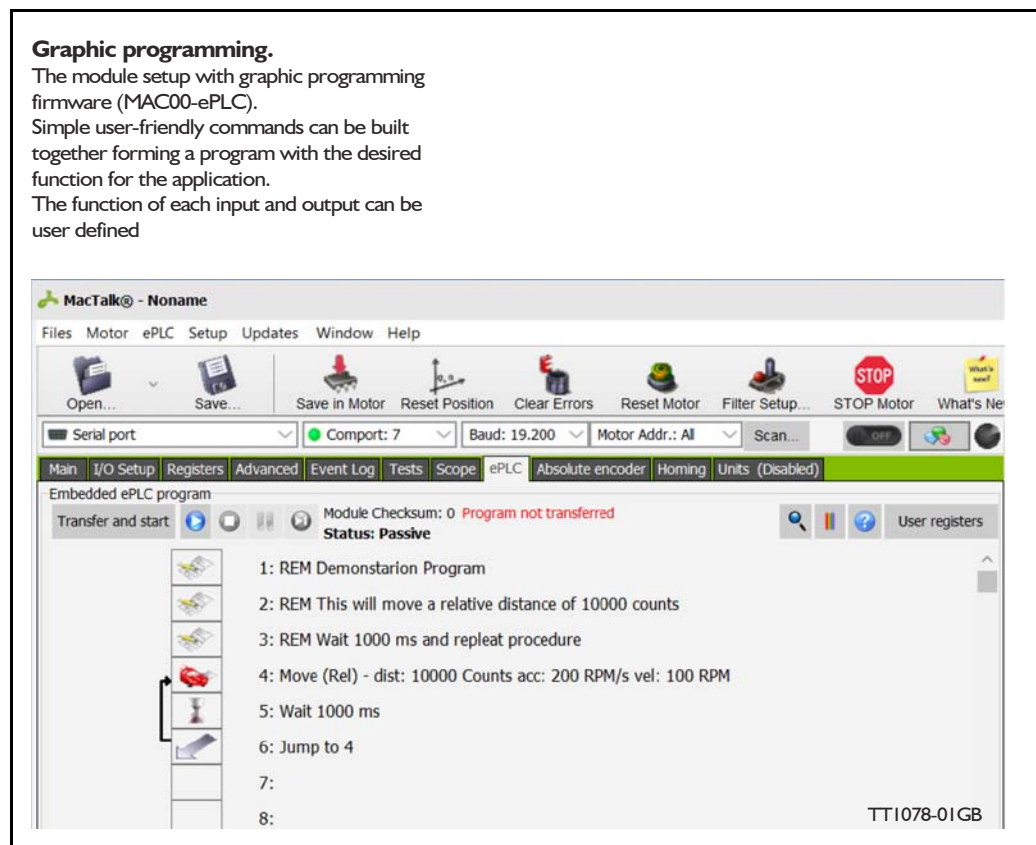 Graphic programming.
The module setup with graphic programming
firmware (MAC00-ePLC).
Simple user-friendly commands can be built
together forming a program with the desired
function for the application.
The function of each input and output can be
user defined
MacTalk® - Noname
Files Motor ePLC Setup Updates Window Help
Open... Save... Save in Motor Reset Position Clear Errors Reset Motor Filter Setup... STOP STOP Motor What's new? What's Ne
Serial port Comport: 7 Baud: 19.200 Motor Addr.: All Scan... OFF
Main I/O Setup Registers Advanced Event Log Tests Scope ePLC Absolute encoder Homing Units (Disabled)
Embedded ePLC program
Transfer and start Module Checksum: 0 Program not transferred User registers
Status: Passive
1: REM Demonstarion Program
2: REM This will move a relative distance of 10000 counts
3: REM Wait 1000 ms and repleat procedure
4: Move (Rel) - dist: 10000 Counts acc: 200 RPM/s vel: 100 RPM
5: Wait 1000 ms
6: Jump to 4
7:
8:
TT1078-01GB